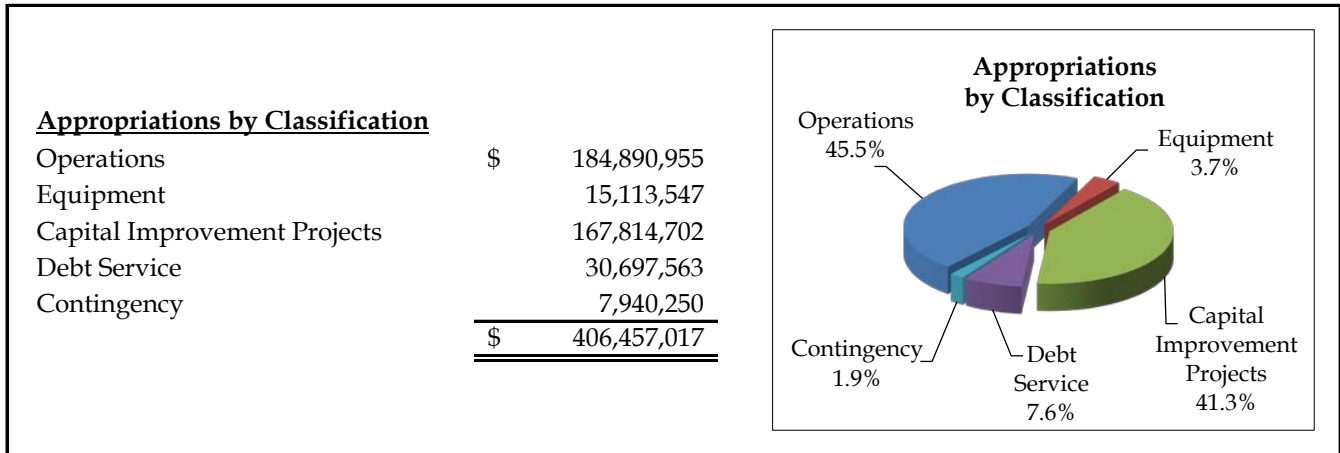 Appropriations by Classification
Operations $ 184,890,955
Equipment 15,113,547
Capital Improvement Projects 167,814,702
Debt Service 30,697,563
Contingency 7,940,250
$ 406,457,017
Appropriations
by Classification
Operations
45.5%
Equipment
3.7%
Capital
Improvement
Projects
41.3%
Debt
Service
7.6%
Contingency
1.9%